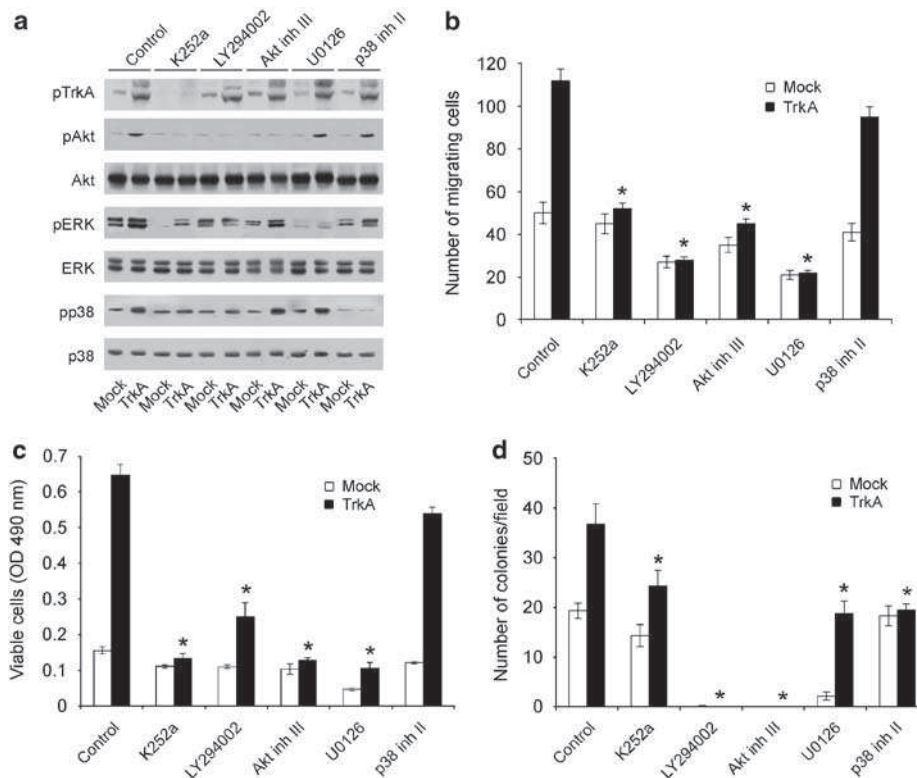 a
Control
K252a
LY294002
Akt inh III
U0126
p38 inh II
pTrkA
pAkt
Akt
pERK
ERK
pp38
p38
Mock
TrkA
Mock
TrkA
Mock
TrkA
Mock
TrkA
Mock
TrkA
Mock
TrkA
b
Number of migrating cells
120
100
80
60
40
20
0
Mock
TrkA
*
*
*
*
Control
K252a
LY294002
Akt inh III
U0126
p38 inh II
c
Viable cells (OD 490 nm)
0.7
0.6
0.5
0.4
0.3
0.2
0.1
0
Mock
TrkA
*
*
*
*
Control
K252a
LY294002
Akt inh III
U0126
p38 inh II
d
Number of colonies/field
50
40
30
20
10
0
Mock
TrkA
*
*
*
*
*
Control
K252a
LY294002
Akt inh III
U0126
p38 inh II